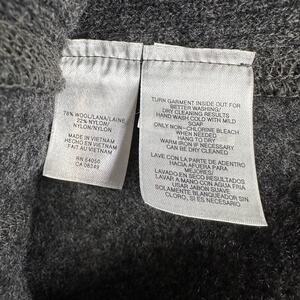 78% WOOL/LANA/LAINE
22% NYLON/
NYLON/NYLON
MADE IN VIETNAM
HECHO EN VIETNAM
FAIT AU VIETNAM
RN 54050
CA 08349
TURN GARMENT INSIDE OUT FOR
BETTER WASHING/
DRY CLEANING RESULTS
HAND WASH COLD WITH MILD
SOAP
ONLY NON-CHLORINE BLEACH
WHEN NEEDED
DRY TO
WARM IRON IF NECESSARY
CAN BE DRY CLEANED
LAVE CON LA PARTE DE ADENTRO
HACIA AFUERA PARA MEJORES
LAVADO EN SECO RESULTADOS
LAVAR A MANO CON AGUA FRIA
USAR JABON SUAVE
SOLAMENTE BLANQUEADOR SIN
CLORO, SI ES NECESARIO